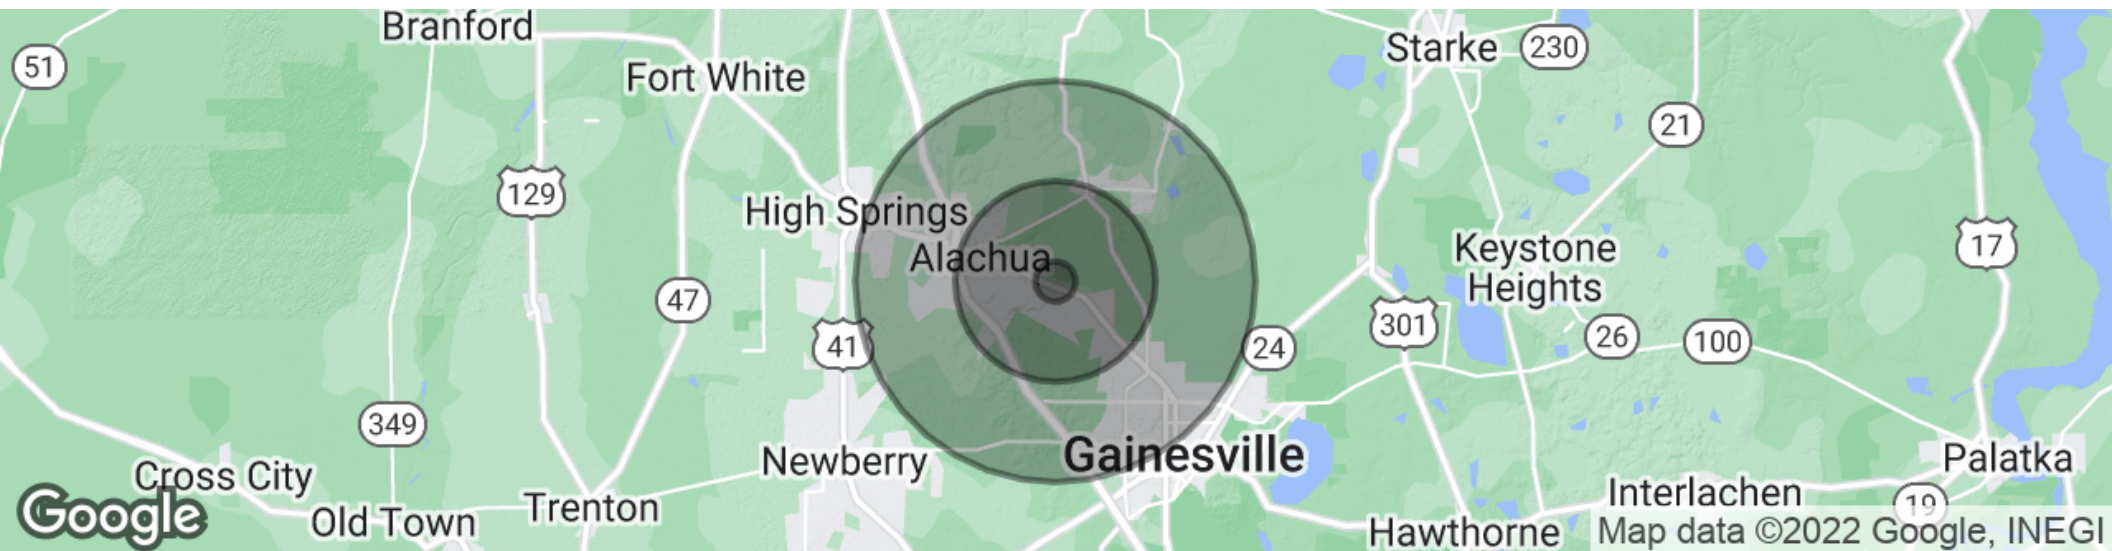 Branford
51
Fort White
Starke
230
21
129
High Springs
17
Alachua
Keystone
Heights
47
41
301
24
26
100
349
Newberry
Gainesville
Palatka
Cross City
Trenton
Interlachen
19
Google
Old Town
Hawthorne
Map data ©2022 Google, INEGI